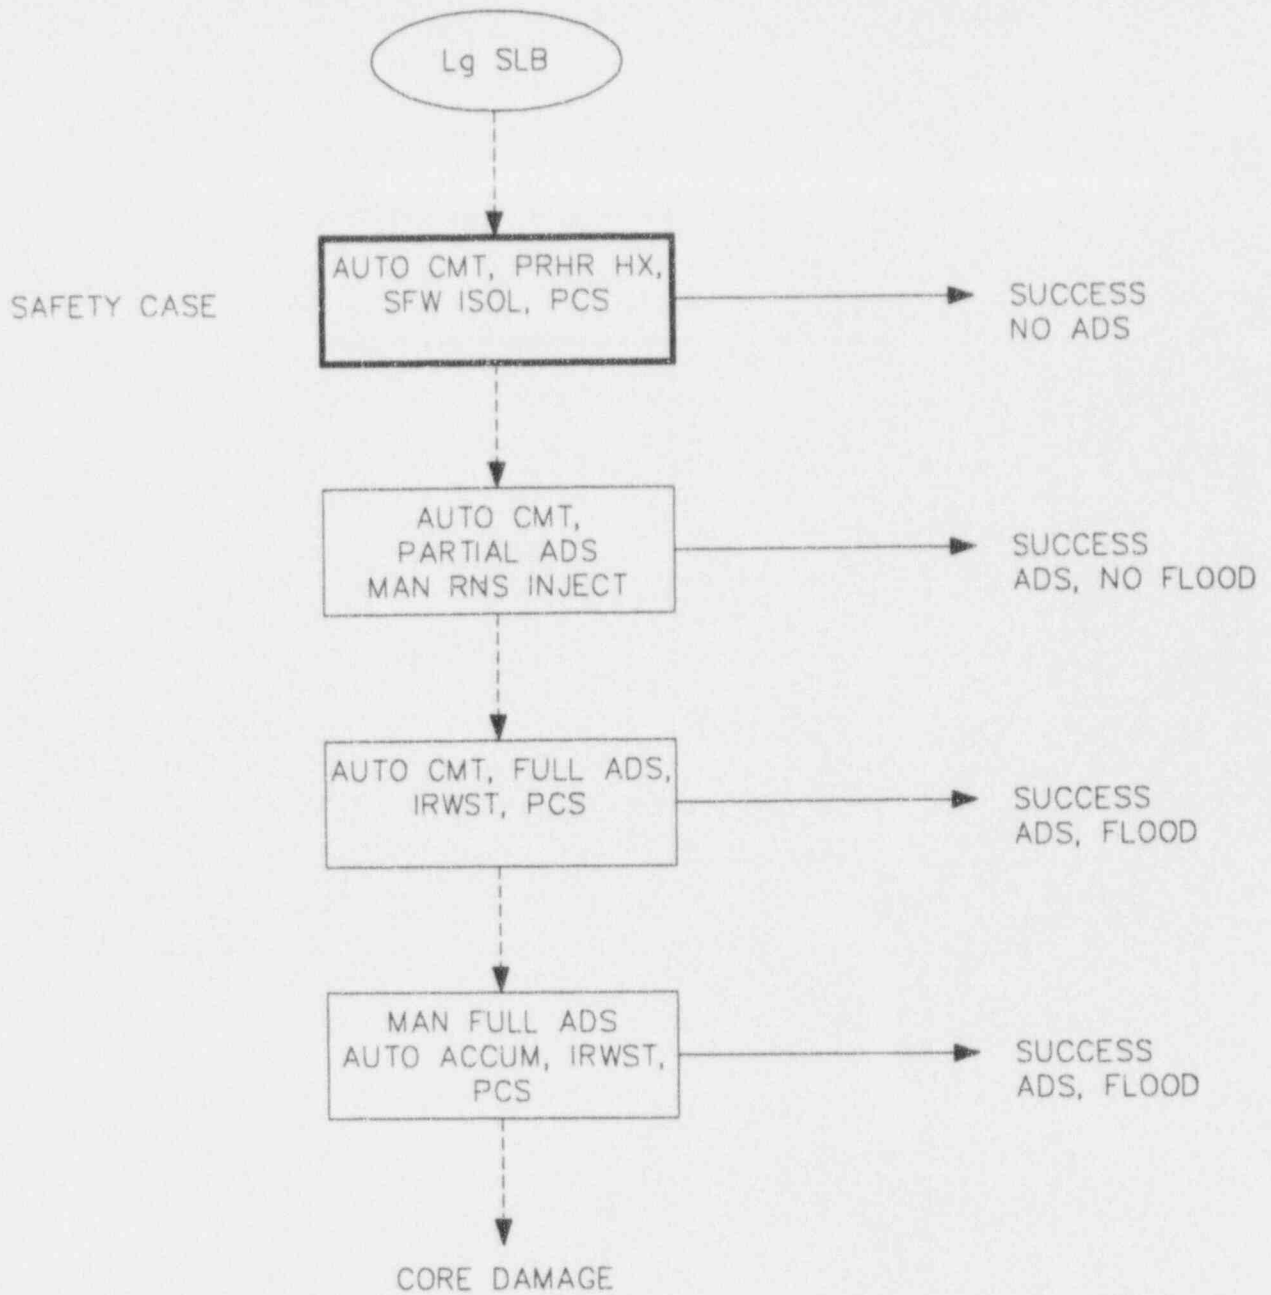 Lg SLB
SAFETY CASE
AUTO CMT, PRHR HX,
SFW ISOL, PCS
SUCCESS
NO ADS
AUTO CMT,
PARTIAL ADS
MAN RNS INJECT
SUCCESS
ADS, NO FLOOD
AUTO CMT, FULL ADS,
IRWST, PCS
SUCCESS
ADS, FLOOD
MAN FULL ADS
AUTO ACCUM, IRWST,
PCS
SUCCESS
ADS, FLOOD
CORE DAMAGE